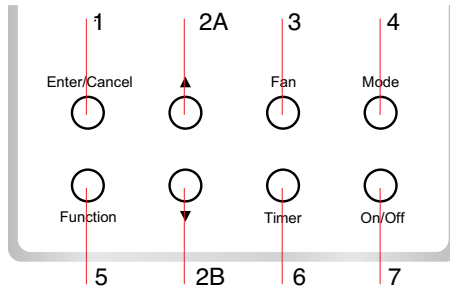 1 2A 3 4
Enter/Cancel ▲ Fan Mode
Function ▼ Timer On/Off
5 2B 6 7